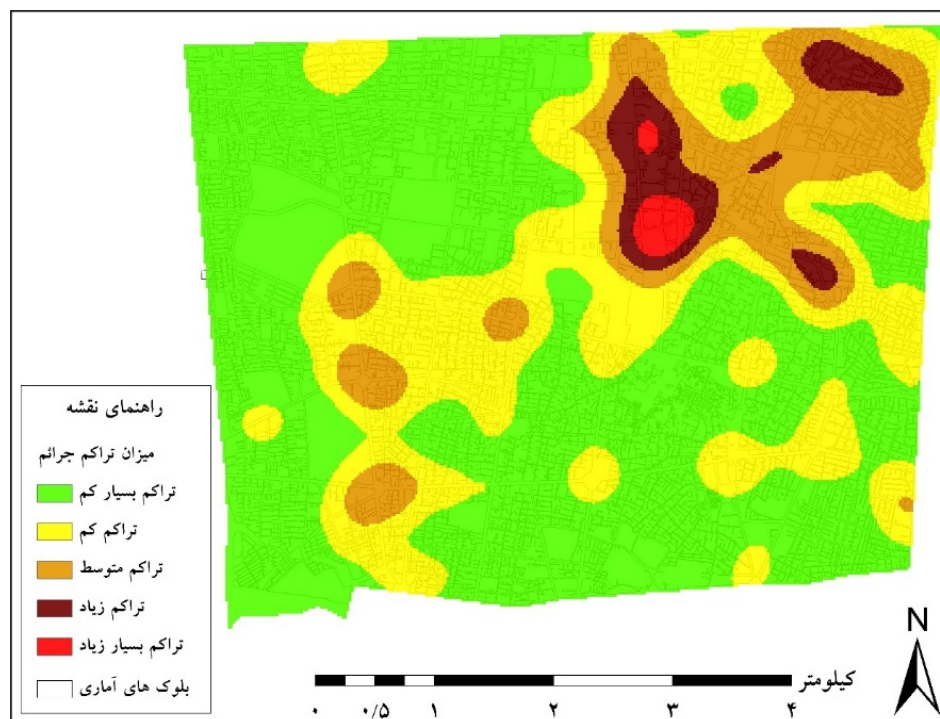 راهنمای نقشه
میزان تراکم جرائم
تراکم بسیار کم
تراکم کم
تراکم متوسط
تراکم زیاد
تراکم بسیار زیاد
بلوک های آماری
N
کیلومتر
۰ ۰/۵ ۱ ۲ ۳ ۴